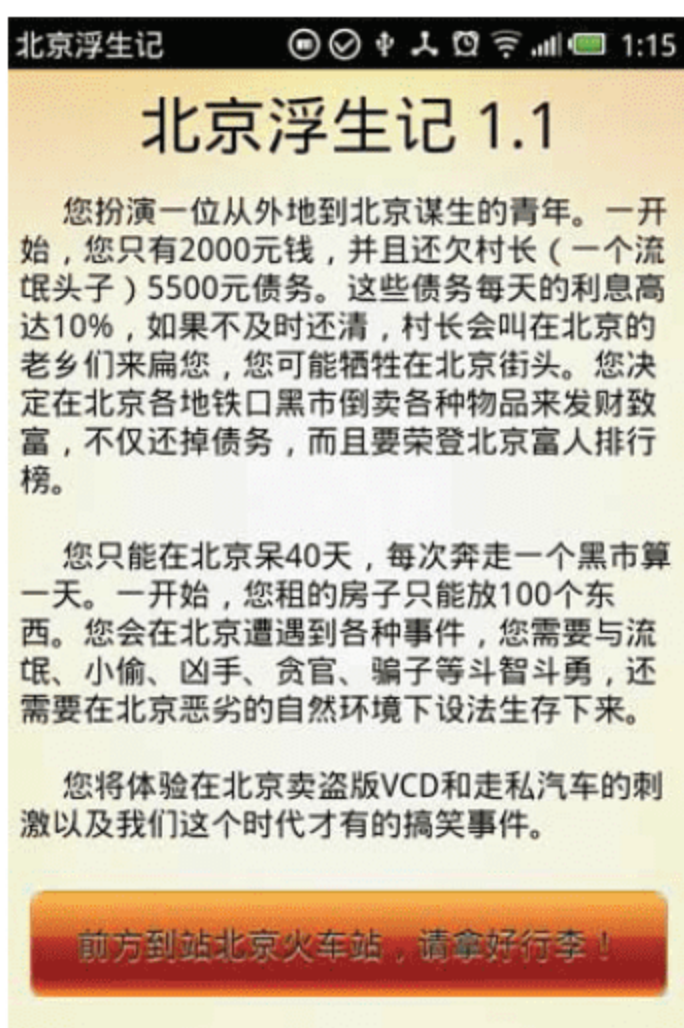 北京浮生记 1:15
北京浮生记 1.1
您扮演一位从外地到北京谋生的青年。一开
始，您只有2000元钱，并且还欠村长（一个流
氓头子）5500元债务。这些债务每天的利息高
达10%，如果不及时还清，村长会叫在北京的
老乡们来扁您，您可能牺牲在北京街头。您决
定在北京各地铁口黑市倒卖各种物品来发财致
富，不仅还掉债务，而且要荣登北京富人排行
榜。
您只能在北京呆40天，每次奔走一个黑市算
一天。一开始，您租的房子只能放100个东
西。您会在北京遭遇到各种事件，您需要与流
氓、小偷、凶手、贪官、骗子等斗智斗勇，还
需要在北京恶劣的自然环境下设法生存下来。
您将体验在北京卖盗版VCD和走私汽车的刺
激以及我们这个时代才有的搞笑事件。
前方到站北京火车站，请拿好行李！